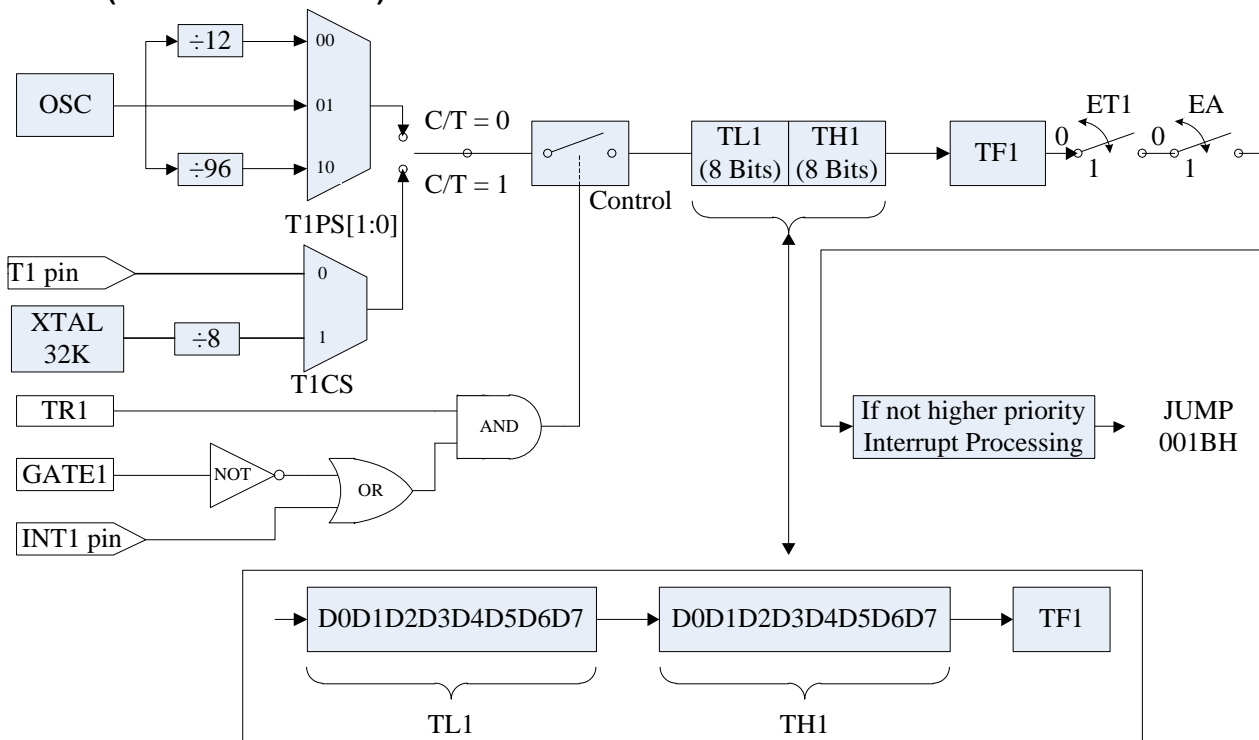 ÷12
OSC
÷96
00
01
10
T1PS[1:0]
C/T = 0
C/T = 1
Control
TL1
(8 Bits)
TH1
(8 Bits)
TF1
ET1
0
1
EA
0
1
T1 pin
XTAL
32K
÷8
0
1
T1CS
TR1
GATE1
INT1 pin
NOT
OR
AND
If not higher priority
Interrupt Processing
JUMP
001BH
D0D1D2D3D4D5D6D7
D0D1D2D3D4D5D6D7
TF1
TL1
TH1